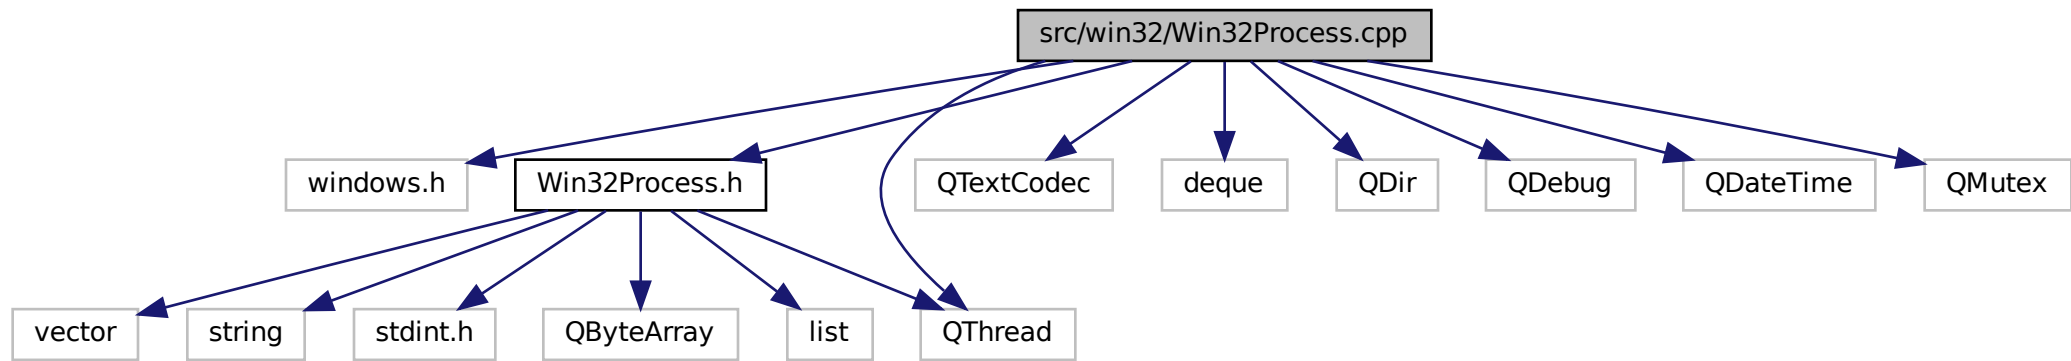 src/win32/Win32Process.cpp
windows.h
Win32Process.h
QTextCodec
deque
QDir
QDebug
QDateTime
QMutex
vector
string
stdint.h
QByteArray
list
QThread